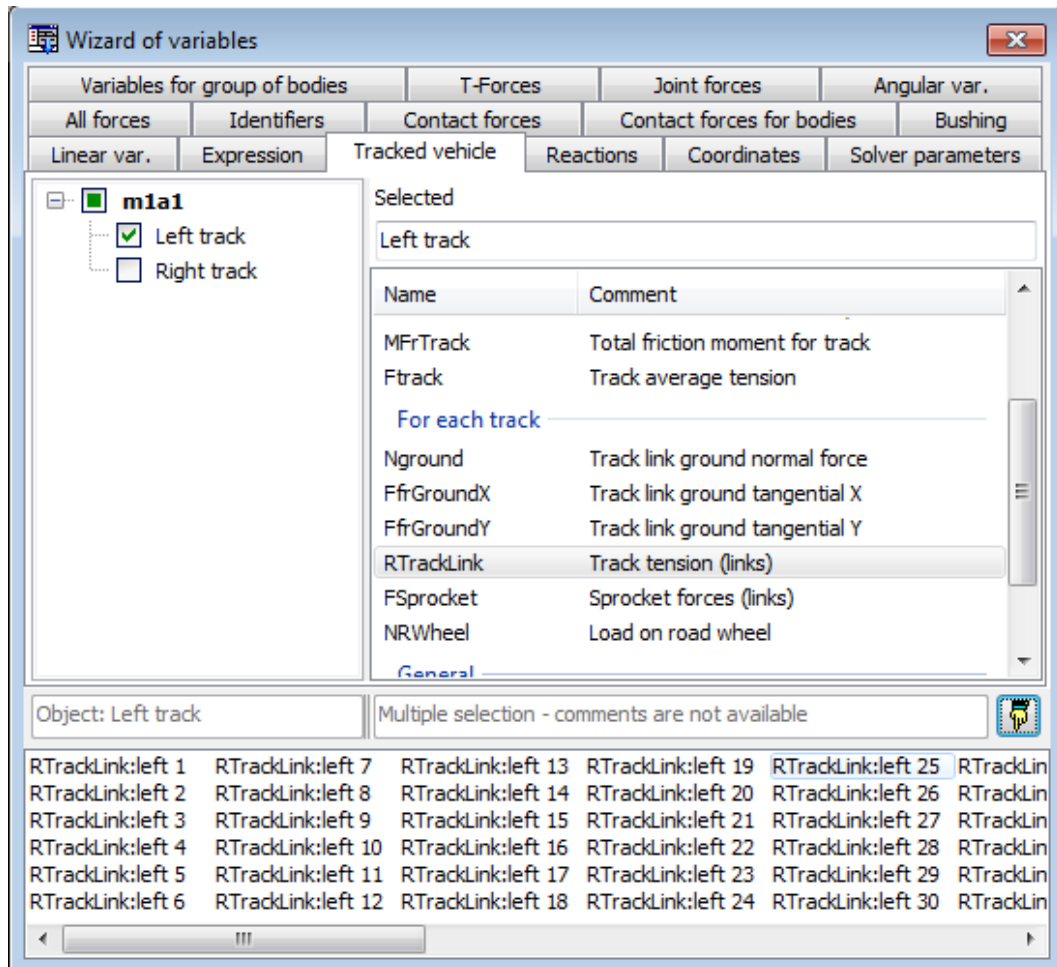 Wizard of variables
Variables for group of bodies T-Forces Joint forces Angular var.
All forces Identifiers Contact forces Contact forces for bodies Bushing
Linear var. Expression Tracked vehicle Reactions Coordinates Solver parameters
m1a1
Left track
Right track
Selected
Left track
Name Comment
MFrTrack Total friction moment for track
Ftrack Track average tension
For each track
Nground Track link ground normal force
FfrGroundX Track link ground tangential X
FfrGroundY Track link ground tangential Y
RTrackLink Track tension (links)
FSprocket Sprocket forces (links)
NRWheel Load on road wheel
General
Object: Left track Multiple selection - comments are not available
RTrackLink:left 1 RTrackLink:left 7 RTrackLink:left 13 RTrackLink:left 19 RTrackLink:left 25 RTrackLin
RTrackLink:left 2 RTrackLink:left 8 RTrackLink:left 14 RTrackLink:left 20 RTrackLink:left 26 RTrackLin
RTrackLink:left 3 RTrackLink:left 9 RTrackLink:left 15 RTrackLink:left 21 RTrackLink:left 27 RTrackLin
RTrackLink:left 4 RTrackLink:left 10 RTrackLink:left 16 RTrackLink:left 22 RTrackLink:left 28 RTrackLin
RTrackLink:left 5 RTrackLink:left 11 RTrackLink:left 17 RTrackLink:left 23 RTrackLink:left 29 RTrackLin
RTrackLink:left 6 RTrackLink:left 12 RTrackLink:left 18 RTrackLink:left 24 RTrackLink:left 30 RTrackLin